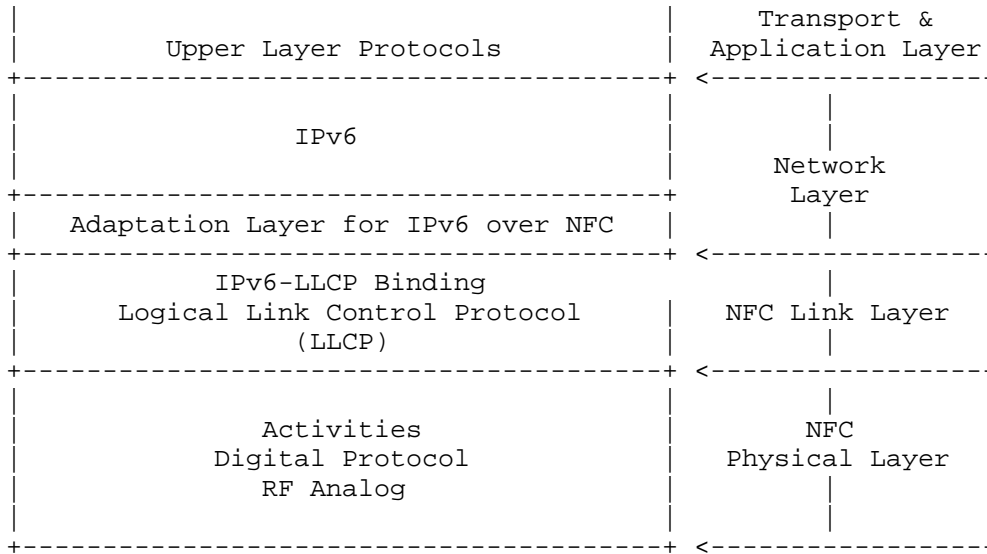 Transport &
Upper Layer Protocols Application Layer
IPv6
Network
Layer
Adaptation Layer for IPv6 over NFC
IPv6-LLCP Binding
Logical Link Control Protocol NFC Link Layer
(LLCP)
Activities NFC
Digital Protocol Physical Layer
RF Analog